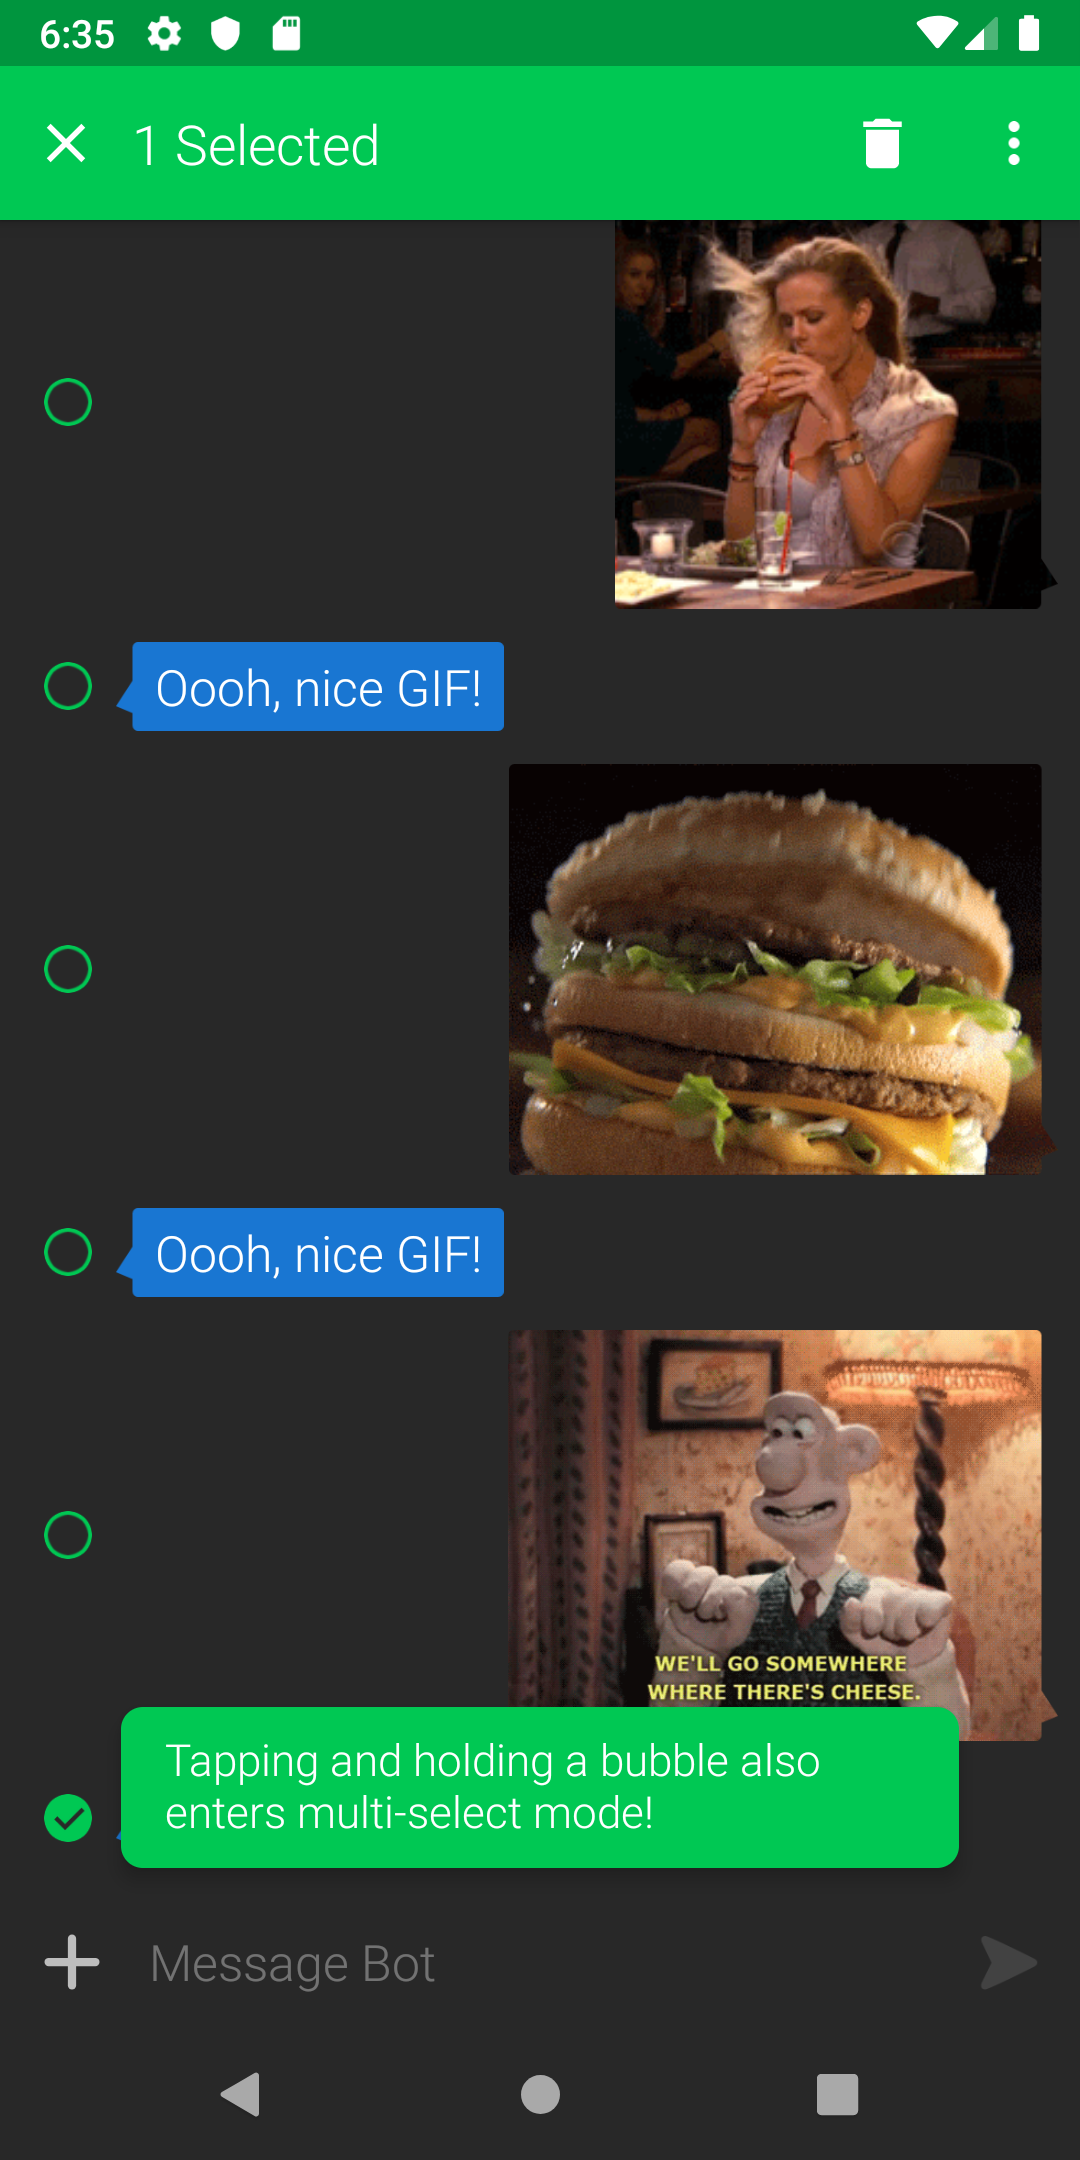 6:35
1 Selected
Oooh, nice GIF!
Oooh, nice GIF!
WE'LL GO SOMEWHERE
WHERE THERE'S CHEESE.
Tapping and holding a bubble also
enters multi-select mode!
Message Bot